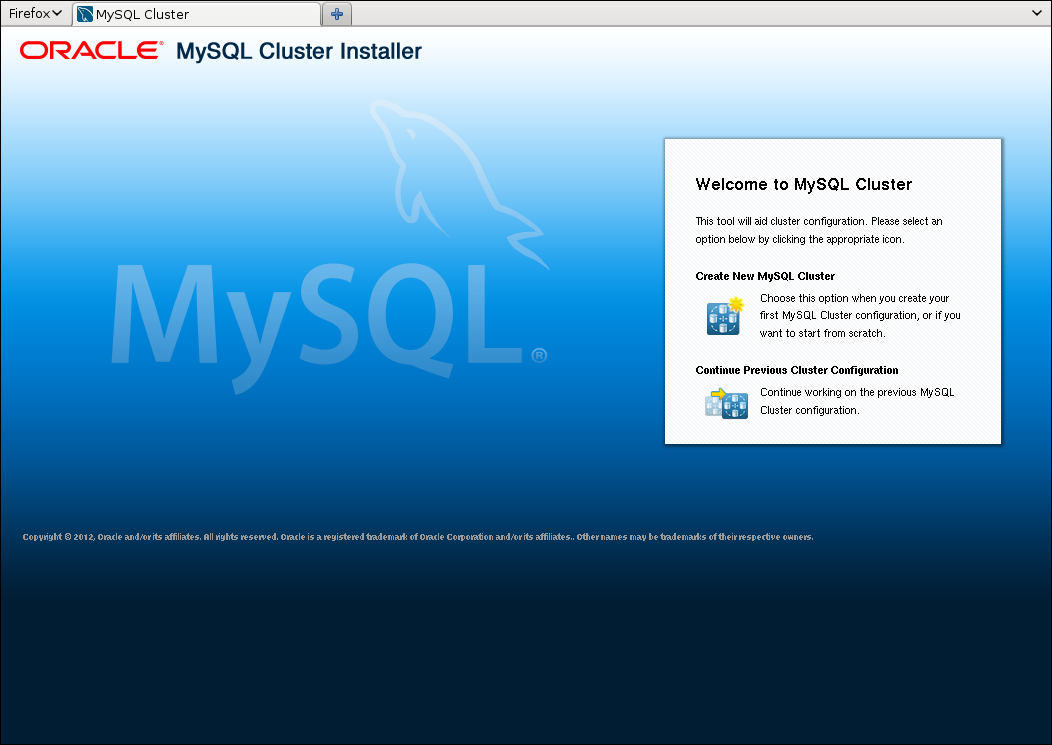 Firefox
MySQL Cluster
ORACLE® MySQL Cluster Installer
MySQL®
Welcome to MySQL Cluster
This tool will aid cluster configuration. Please select an
option below by clicking the appropriate icon.
Create New MySQL Cluster
Choose this option when you create your
first MySQL Cluster configuration, or if you
want to start from scratch.
Continue Previous Cluster Configuration
Continue working on the previous MySQL
Cluster configuration.
Copyright © 2012, Oracle and/or its affiliates. All rights reserved. Oracle is a registered trademark of Oracle Corporation and/or its affiliates.. Other names may be trademarks of their respective owners.